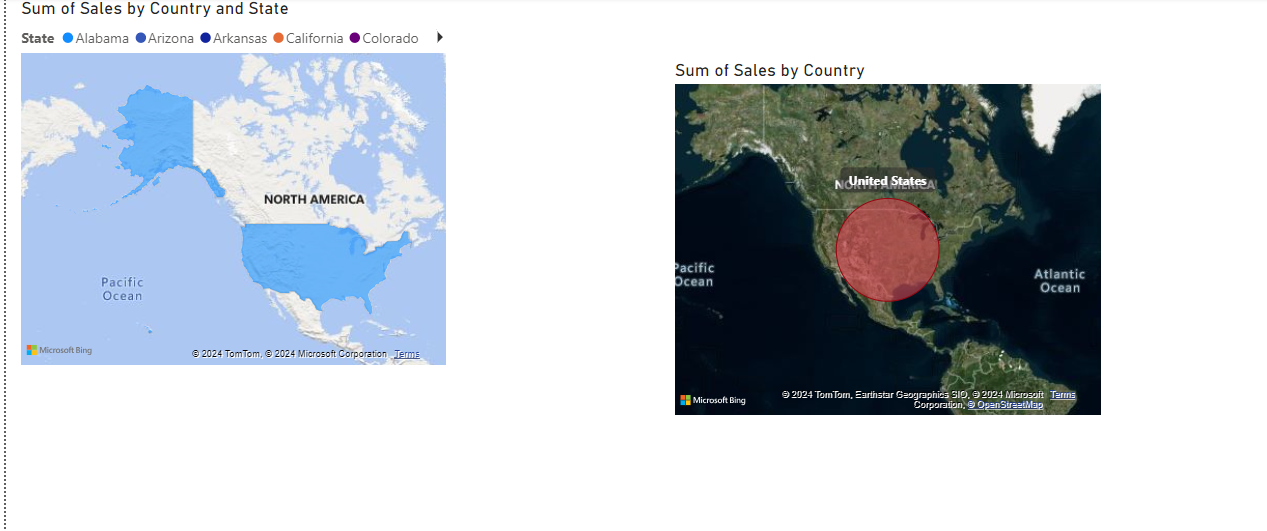 Sum of Sales by Country and State
State Alabama Arizona Arkansas California Colorado
NORTH AMERICA
Pacific
Ocean
Microsoft Bing
© 2024 TomTom, © 2024 Microsoft Corporation Terms
Sum of Sales by Country
United States
NORTH AMERICA
Pacific
Ocean
Atlantic
Ocean
Microsoft Bing
© 2024 TomTom, Earthstar Geographics SIO, © 2024 Microsoft Terms
Corporation, © OpenStreetMap